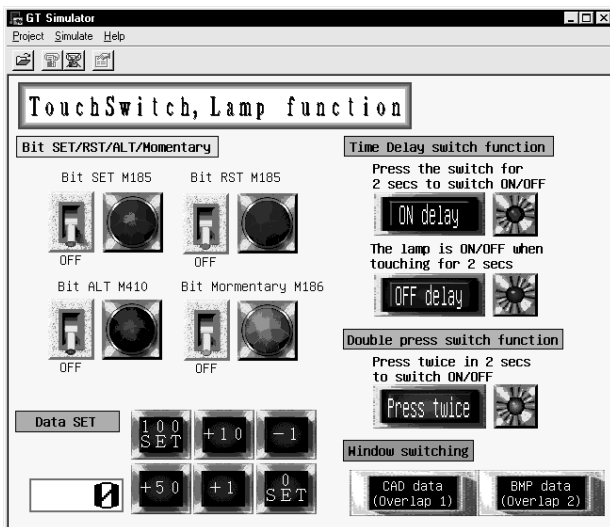 GT Simulator
Project Simulate Help
TouchSwitch, Lamp function
Bit SET/RST/ALT/Momentary
Bit SET M185
Bit RST M185
OFF
OFF
Bit ALT M410
Bit Mormentary M186
OFF
OFF
Data SET
0
100
SET
+10
-1
+50
+1
0
SET
Time Delay switch function
Press the switch for
2 secs to switch ON/OFF
ON delay
The lamp is ON/OFF when
touching for 2 secs
OFF delay
Double press switch function
Press twice in 2 secs
to switch ON/OFF
Press twice
Window switching
CAD data
(Overlap 1)
BMP data
(Overlap 2)